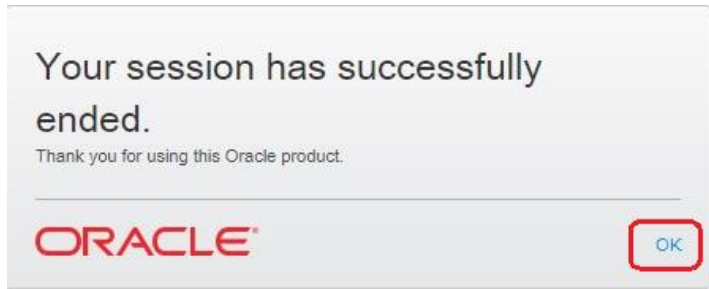 Your session has successfully
ended.
Thank you for using this Oracle product.
ORACLE®
OK